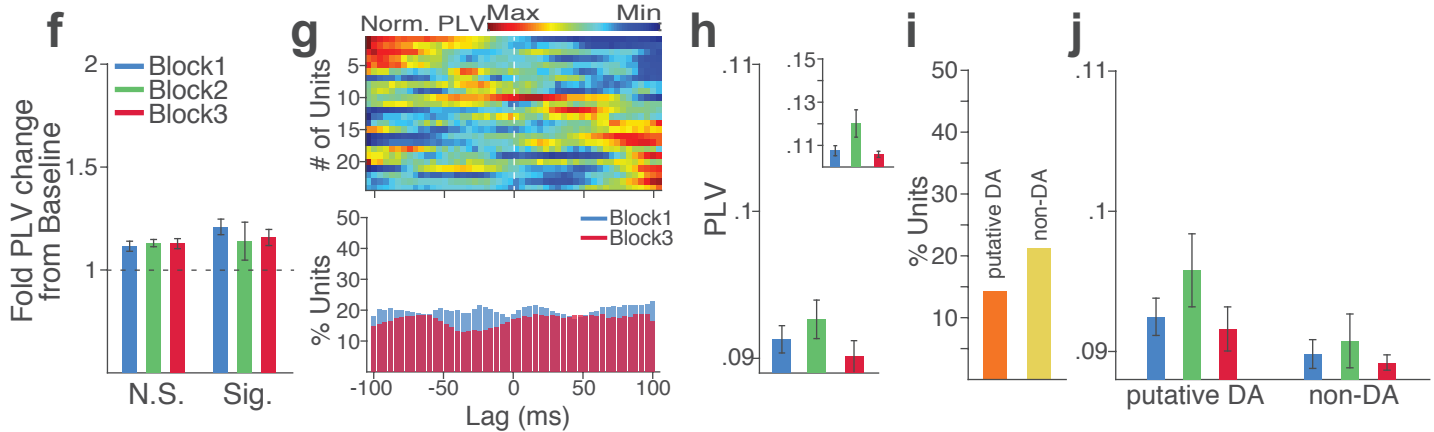 f
2
1.5
1
Fold PLV change
from Baseline
Block1
Block2
Block3
N.S.
Sig.
g
Norm. PLV
Max
Min
5
10
15
20
# of Units
50
40
30
20
10
% Units
Block1
Block3
-100
-50
0
50
100
Lag (ms)
h
.11
.1
.09
PLV
.15
.13
.11
i
50
40
30
20
10
% Units
putative DA
non-DA
j
.11
.1
.09
putative DA
non-DA